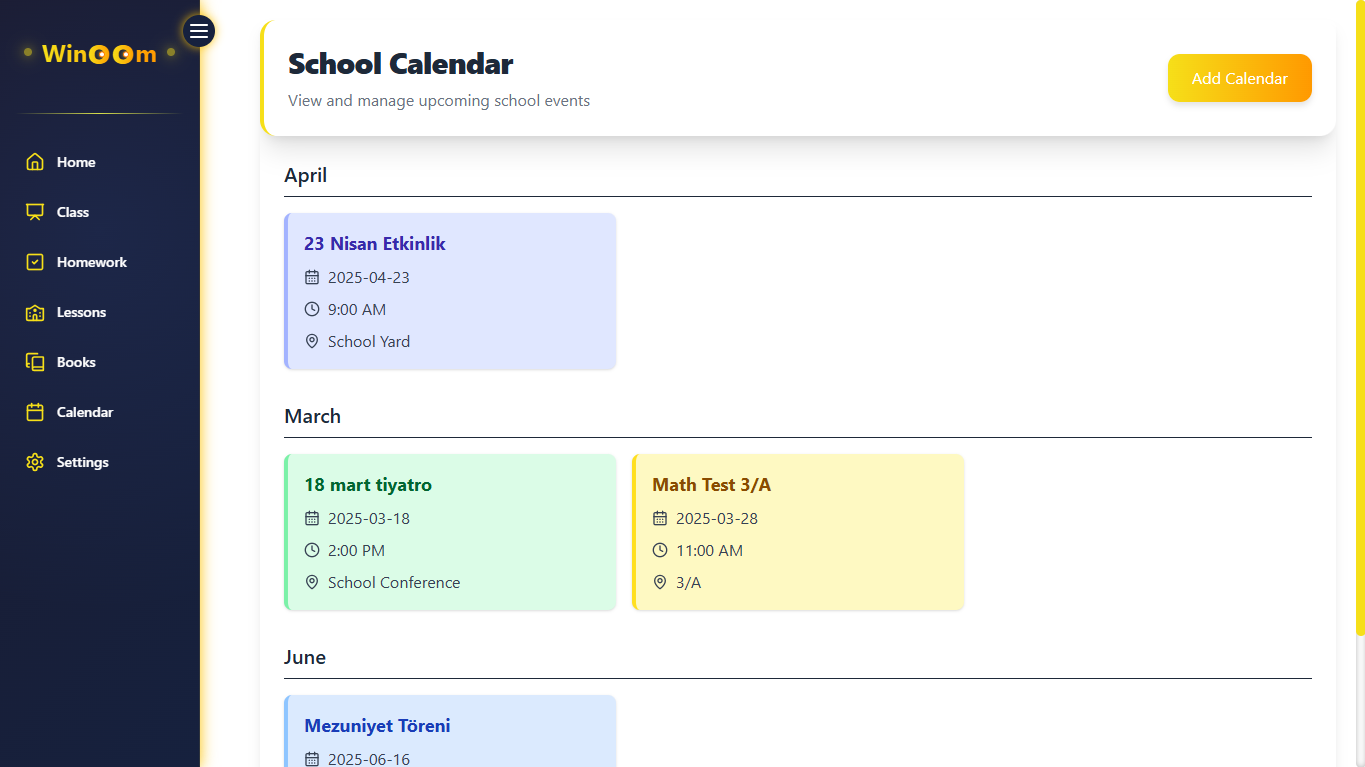 WinOOm
Home
Class
Homework
Lessons
Books
Calendar
Settings
School Calendar
View and manage upcoming school events
Add Calendar
April
23 Nisan Etkinlik
2025-04-23
9:00 AM
School Yard
March
18 mart tiyatro
2025-03-18
2:00 PM
School Conference
Math Test 3/A
2025-03-28
11:00 AM
3/A
June
Mezuniyet Töreni
2025-06-16